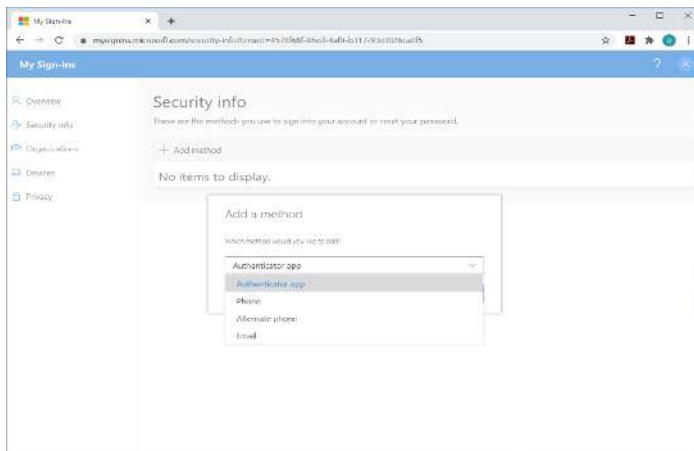 My Sign-Ins
My Sign-Ins
?
Overview
Security info
Organisations
Devices
Privacy
Security info
These are the methods you use to sign into your account or reset your password.
+ Add method
No items to display.
Add a method
Which method would you like to add?
Authenticator app
Authenticator app
Phone
Alternate phone
Email